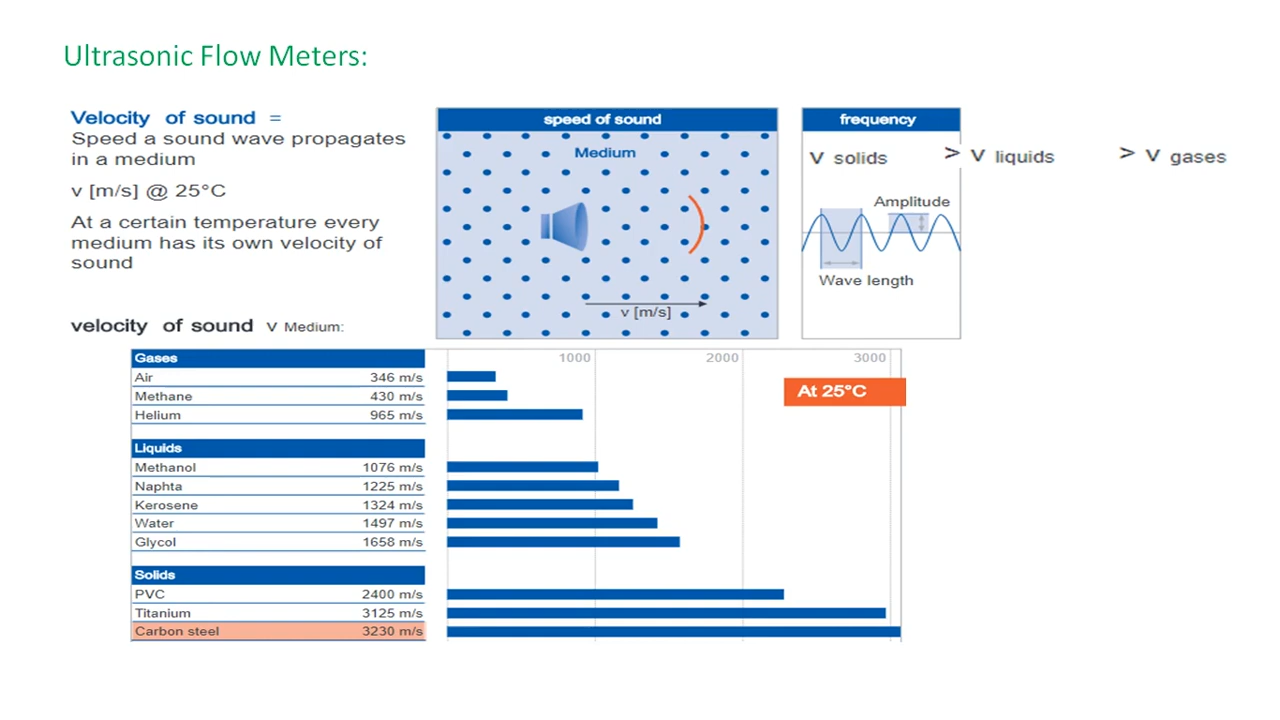 Ultrasonic Flow Meters:
Velocity of sound =
Speed a sound wave propagates
in a medium
v [m/s] @ 25°C
At a certain temperature every
medium has its own velocity of
sound
speed of sound
Medium
v [m/s]
frequency
v solids > v liquids > v gases
Amplitude
Wave length
velocity of sound v Medium:
1000 2000 3000
At 25°C
Gases
Air 346 m/s
Methane 430 m/s
Helium 965 m/s
Liquids
Methanol 1076 m/s
Naphta 1225 m/s
Kerosene 1324 m/s
Water 1497 m/s
Glycol 1658 m/s
Solids
PVC 2400 m/s
Titanium 3125 m/s
Carbon steel 3230 m/s